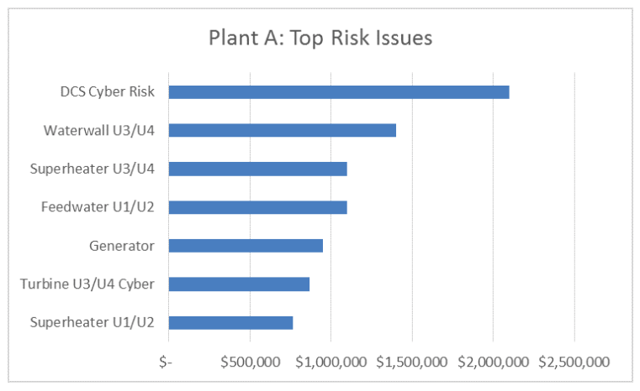 Plant A: Top Risk Issues
DCS Cyber Risk
Waterwall U3/U4
Superheater U3/U4
Feedwater U1/U2
Generator
Turbine U3/U4 Cyber
Superheater U1/U2
$- $500,000 $1,000,000 $1,500,000 $2,000,000 $2,500,000